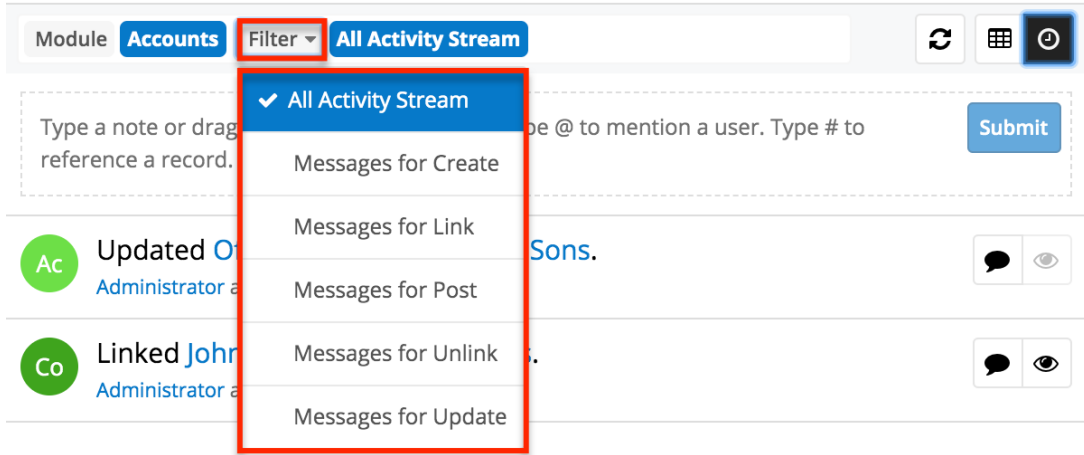 Module Accounts Filter All Activity Stream
All Activity Stream
Type a note or drag
e @ to mention a user. Type # to
Submit
reference a record.
Messages for Create
Messages for Link
Ac
Updated
Sons.
Administrator
Messages for Post
Co
Linked
Messages for Unlink
Administrator
Messages for Update